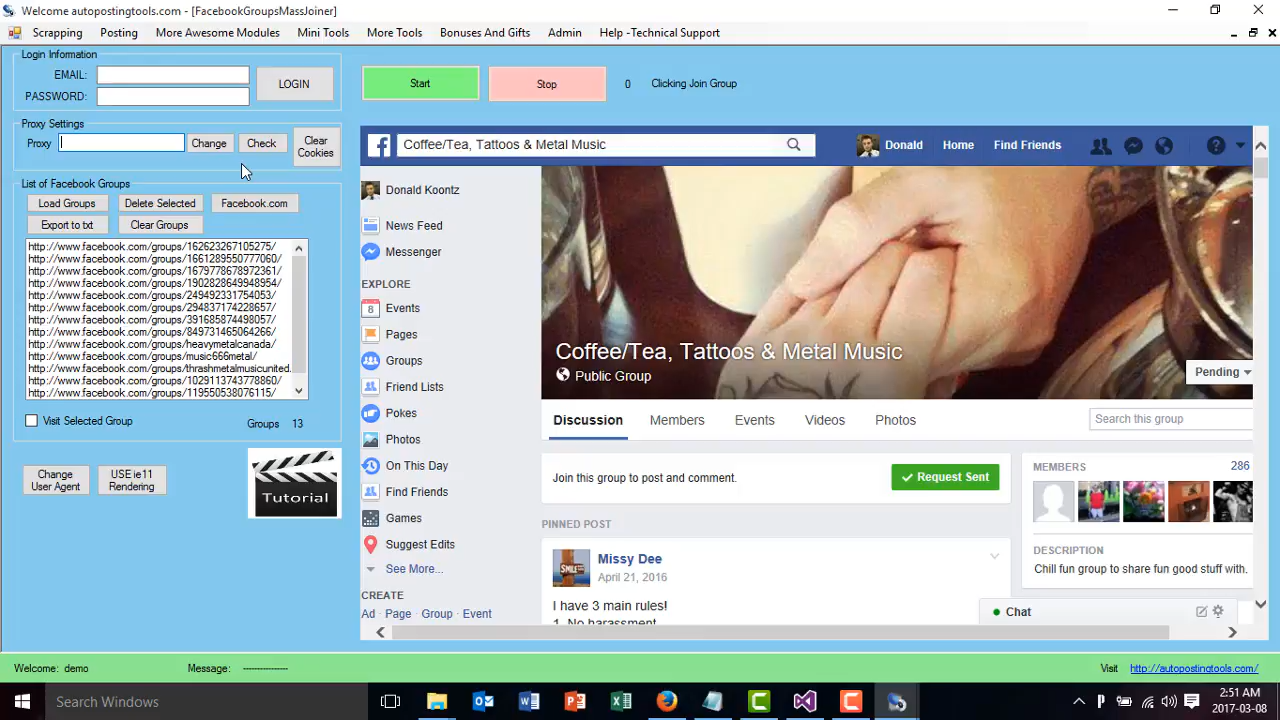 Welcome autopostingtools.com - [FacebookGroupsMassJoiner]
Scrapping Posting More Awesome Modules Mini Tools More Tools Bonuses And Gifts Admin Help -Technical Support
Login Information
EMAIL:
PASSWORD:
LOGIN
Proxy Settings
Proxy
Change
Check
Clear
Cookies
List of Facebook Groups
Load Groups
Delete Selected
Facebook.com
Export to txt
Clear Groups
http://www.facebook.com/groups/162623267105275/
http://www.facebook.com/groups/1661289550777060/
http://www.facebook.com/groups/1679778678972361/
http://www.facebook.com/groups/1902828649948954/
http://www.facebook.com/groups/249492331754053/
http://www.facebook.com/groups/294837174228657/
http://www.facebook.com/groups/391685874498057/
http://www.facebook.com/groups/849731465064266/
http://www.facebook.com/groups/heavymetalcanada/
http://www.facebook.com/groups/music666metal/
http://www.facebook.com/groups/thrashmetalmusicunited.
http://www.facebook.com/groups/1029113743778860/
http://www.facebook.com/groups/119550538076115/
Visit Selected Group
Groups 13
Change
User Agent
USE ie11
Rendering
Tutorial
Start
Stop
0
Clicking Join Group
Coffee/Tea, Tattoos & Metal Music
Donald
Home
Find Friends
Donald Koontz
News Feed
Messenger
EXPLORE
8
Events
Pages
Groups
Friend Lists
Pokes
Photos
On This Day
Find Friends
Games
Suggest Edits
See More...
CREATE
Ad · Page · Group · Event
Coffee/Tea, Tattoos & Metal Music
Public Group
Pending
Discussion
Members
Events
Videos
Photos
Search this group
Join this group to post and comment.
Request Sent
PINNED POST
SMILE
Missy Dee
April 21, 2016
I have 3 main rules!
1. No harassment
MEMBERS
286
DESCRIPTION
Chill fun group to share fun good stuff with.
Chat
Welcome: demo
Message: ---------------
Visit
http://autopostingtools.com/
Search Windows
2:51 AM
2017-03-08